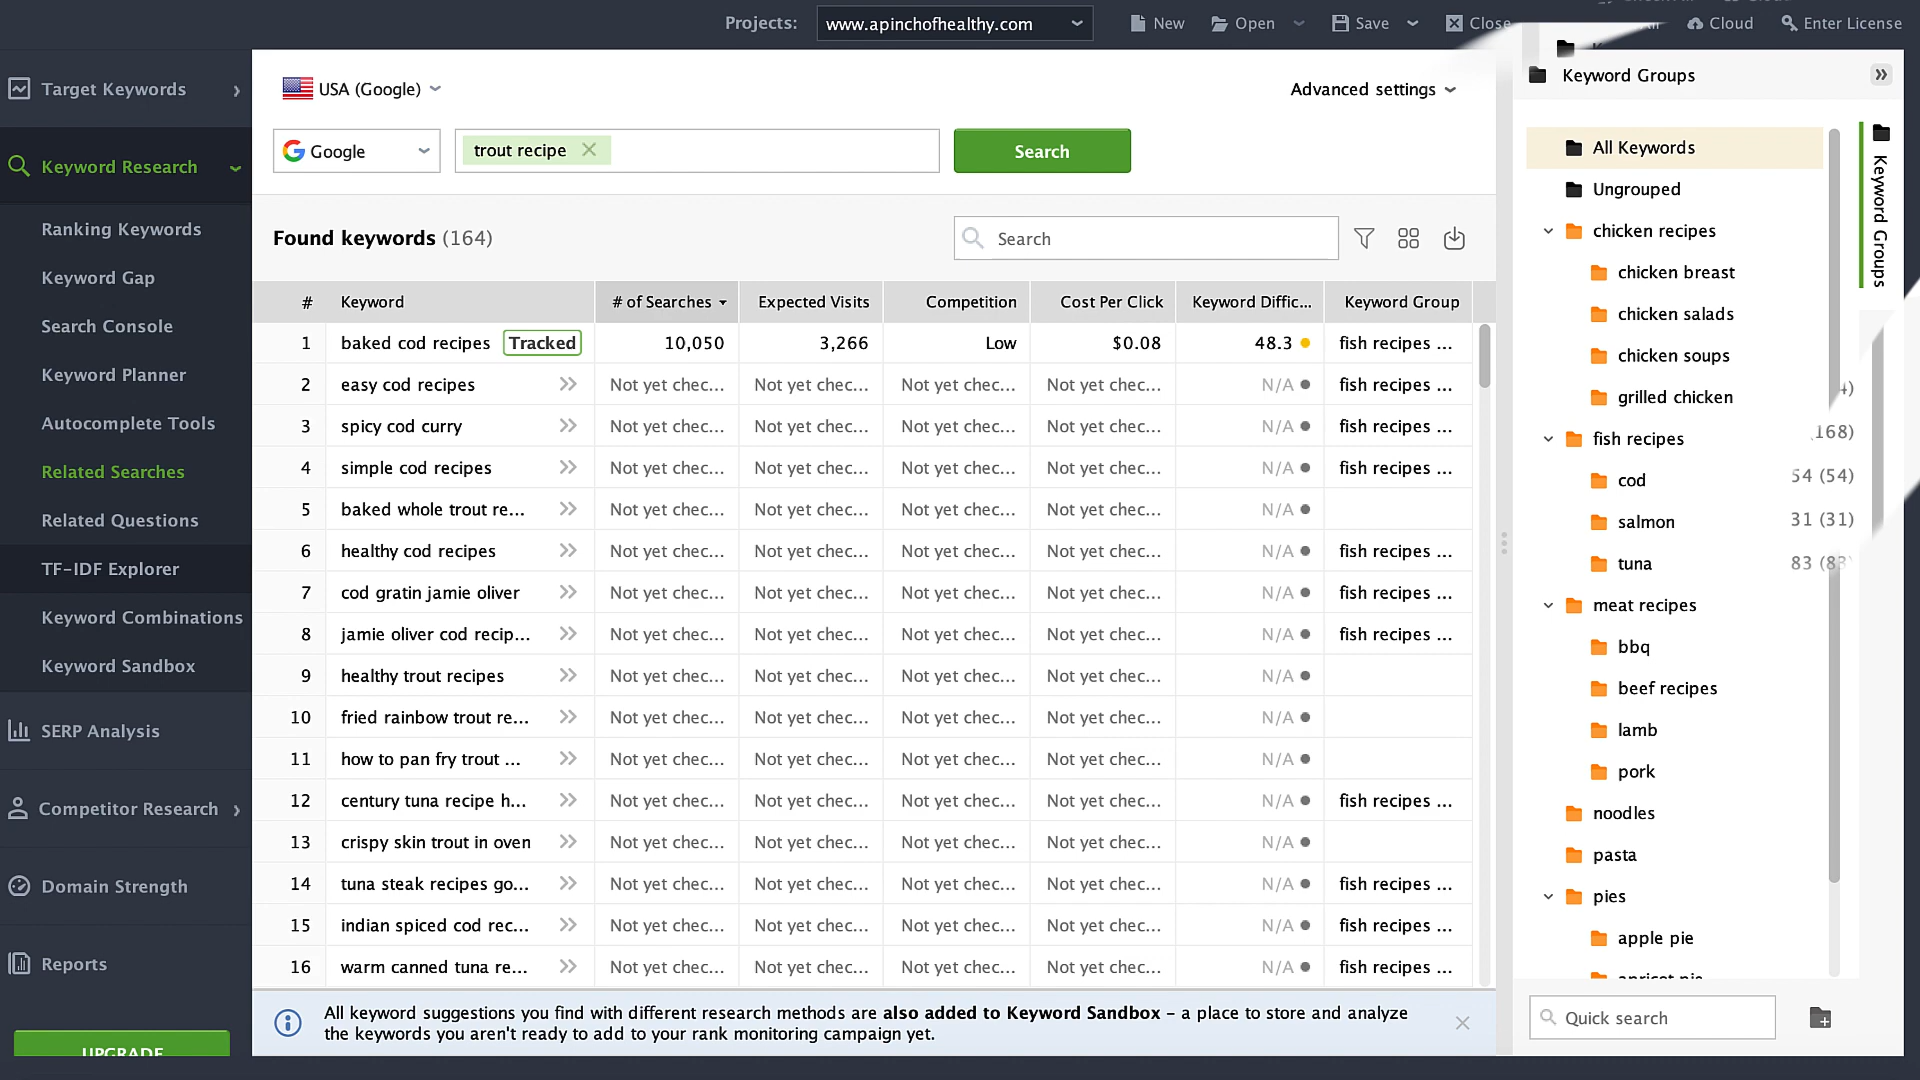 Projects: www.apinchofhealthy.com New Open Save Close Cloud Enter License
Target Keywords
Keyword Research
Ranking Keywords
Keyword Gap
Search Console
Keyword Planner
Autocomplete Tools
Related Searches
Related Questions
TF-IDF Explorer
Keyword Combinations
Keyword Sandbox
SERP Analysis
Competitor Research
Domain Strength
Reports
UPGRADE
USA (Google) Advanced settings
Google trout recipe Search
Found keywords (164) Search
# Keyword # of Searches Expected Visits Competition Cost Per Click Keyword Diffic... Keyword Group
1 baked cod recipes Tracked 10,050 3,266 Low $0.08 48.3 fish recipes ...
2 easy cod recipes Not yet chec... Not yet chec... Not yet chec... Not yet chec... N/A fish recipes ...
3 spicy cod curry Not yet chec... Not yet chec... Not yet chec... Not yet chec... N/A fish recipes ...
4 simple cod recipes Not yet chec... Not yet chec... Not yet chec... Not yet chec... N/A fish recipes ...
5 baked whole trout re... Not yet chec... Not yet chec... Not yet chec... Not yet chec... N/A
6 healthy cod recipes Not yet chec... Not yet chec... Not yet chec... Not yet chec... N/A fish recipes ...
7 cod gratin jamie oliver Not yet chec... Not yet chec... Not yet chec... Not yet chec... N/A fish recipes ...
8 jamie oliver cod recip... Not yet chec... Not yet chec... Not yet chec... Not yet chec... N/A fish recipes ...
9 healthy trout recipes Not yet chec... Not yet chec... Not yet chec... Not yet chec... N/A
10 fried rainbow trout re... Not yet chec... Not yet chec... Not yet chec... Not yet chec... N/A
11 how to pan fry trout ... Not yet chec... Not yet chec... Not yet chec... Not yet chec... N/A
12 century tuna recipe h... Not yet chec... Not yet chec... Not yet chec... Not yet chec... N/A fish recipes ...
13 crispy skin trout in oven Not yet chec... Not yet chec... Not yet chec... Not yet chec... N/A
14 tuna steak recipes go... Not yet chec... Not yet chec... Not yet chec... Not yet chec... N/A fish recipes ...
15 indian spiced cod rec... Not yet chec... Not yet chec... Not yet chec... Not yet chec... N/A fish recipes ...
16 warm canned tuna re... Not yet chec... Not yet chec... Not yet chec... Not yet chec... N/A fish recipes ...
All keyword suggestions you find with different research methods are also added to Keyword Sandbox – a place to store and analyze
the keywords you aren't ready to add to your rank monitoring campaign yet.
Keyword Groups
All Keywords
Ungrouped
chicken recipes
chicken breast
chicken salads
chicken soups
grilled chicken
fish recipes 168)
cod 54 (54)
salmon 31 (31)
tuna 83 (83
meat recipes
bbq
beef recipes
lamb
pork
noodles
pasta
pies
apple pie
apricot pie
Quick search
Keyword Groups